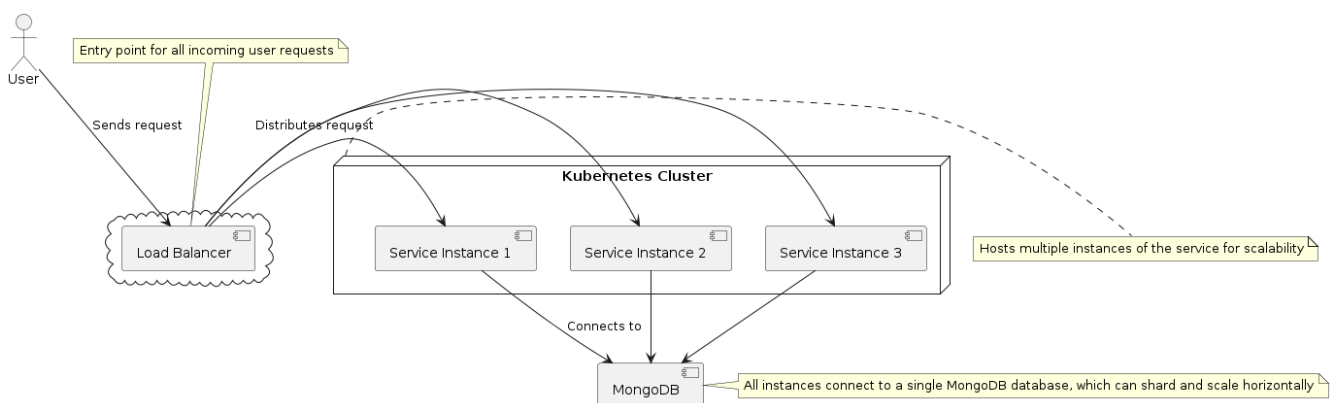 Entry point for all incoming user requests
User
Sends request
Distributes request
Kubernetes Cluster
Load Balancer
Service Instance 1
Service Instance 2
Service Instance 3
Hosts multiple instances of the service for scalability
Connects to
MongoDB
All instances connect to a single MongoDB database, which can shard and scale horizontally